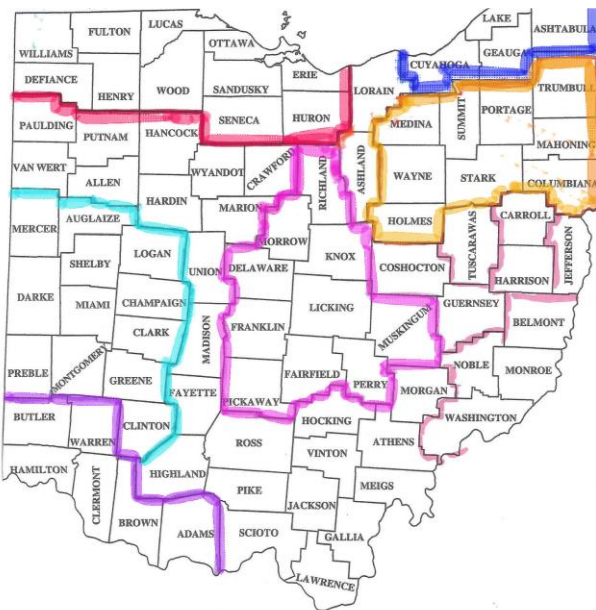 LAKE
ASHTABULA
WILLIAMS
FULTON
LUCAS
OTTAWA
GEAUGA
CUYAHOGA
DEFIANCE
HENRY
WOOD
SANDUSKY
ERIE
LORAIN
TRUMBULL
PAULDING
PUTNAM
HANCOCK
SENECA
HURON
MEDINA
SUMMIT
PORTAGE
MAHONING
VAN WERT
ALLEN
WYANDOT
CRAWFORD
RICHLAND
ASHLAND
WAYNE
STARK
COLUMBIANA
MERCER
AUGLAIZE
HARDIN
MARION
MORROW
HOLMES
CARROLL
JEFFERSON
TUSCARAWAS
LOGAN
UNION
DELAWARE
KNOX
COSHOCTON
HARRISON
DARKE
SHELBY
MIAMI
CHAMPAIGN
LICKING
MUSKINGUM
GUERNSEY
BELMONT
CLARK
MADISON
FRANKLIN
PREBLE
MONTGOMERY
GREENE
FAYETTE
PICKAWAY
FAIRFIELD
PERRY
MORGAN
NOBLE
MONROE
BUTLER
WARREN
CLINTON
ROSS
HOCKING
ATHENS
WASHINGTON
HAMILTON
CLERMONT
HIGHLAND
VINTON
MEIGS
BROWN
ADAMS
PIKE
JACKSON
SCIOTO
GALLIA
LAWRENCE